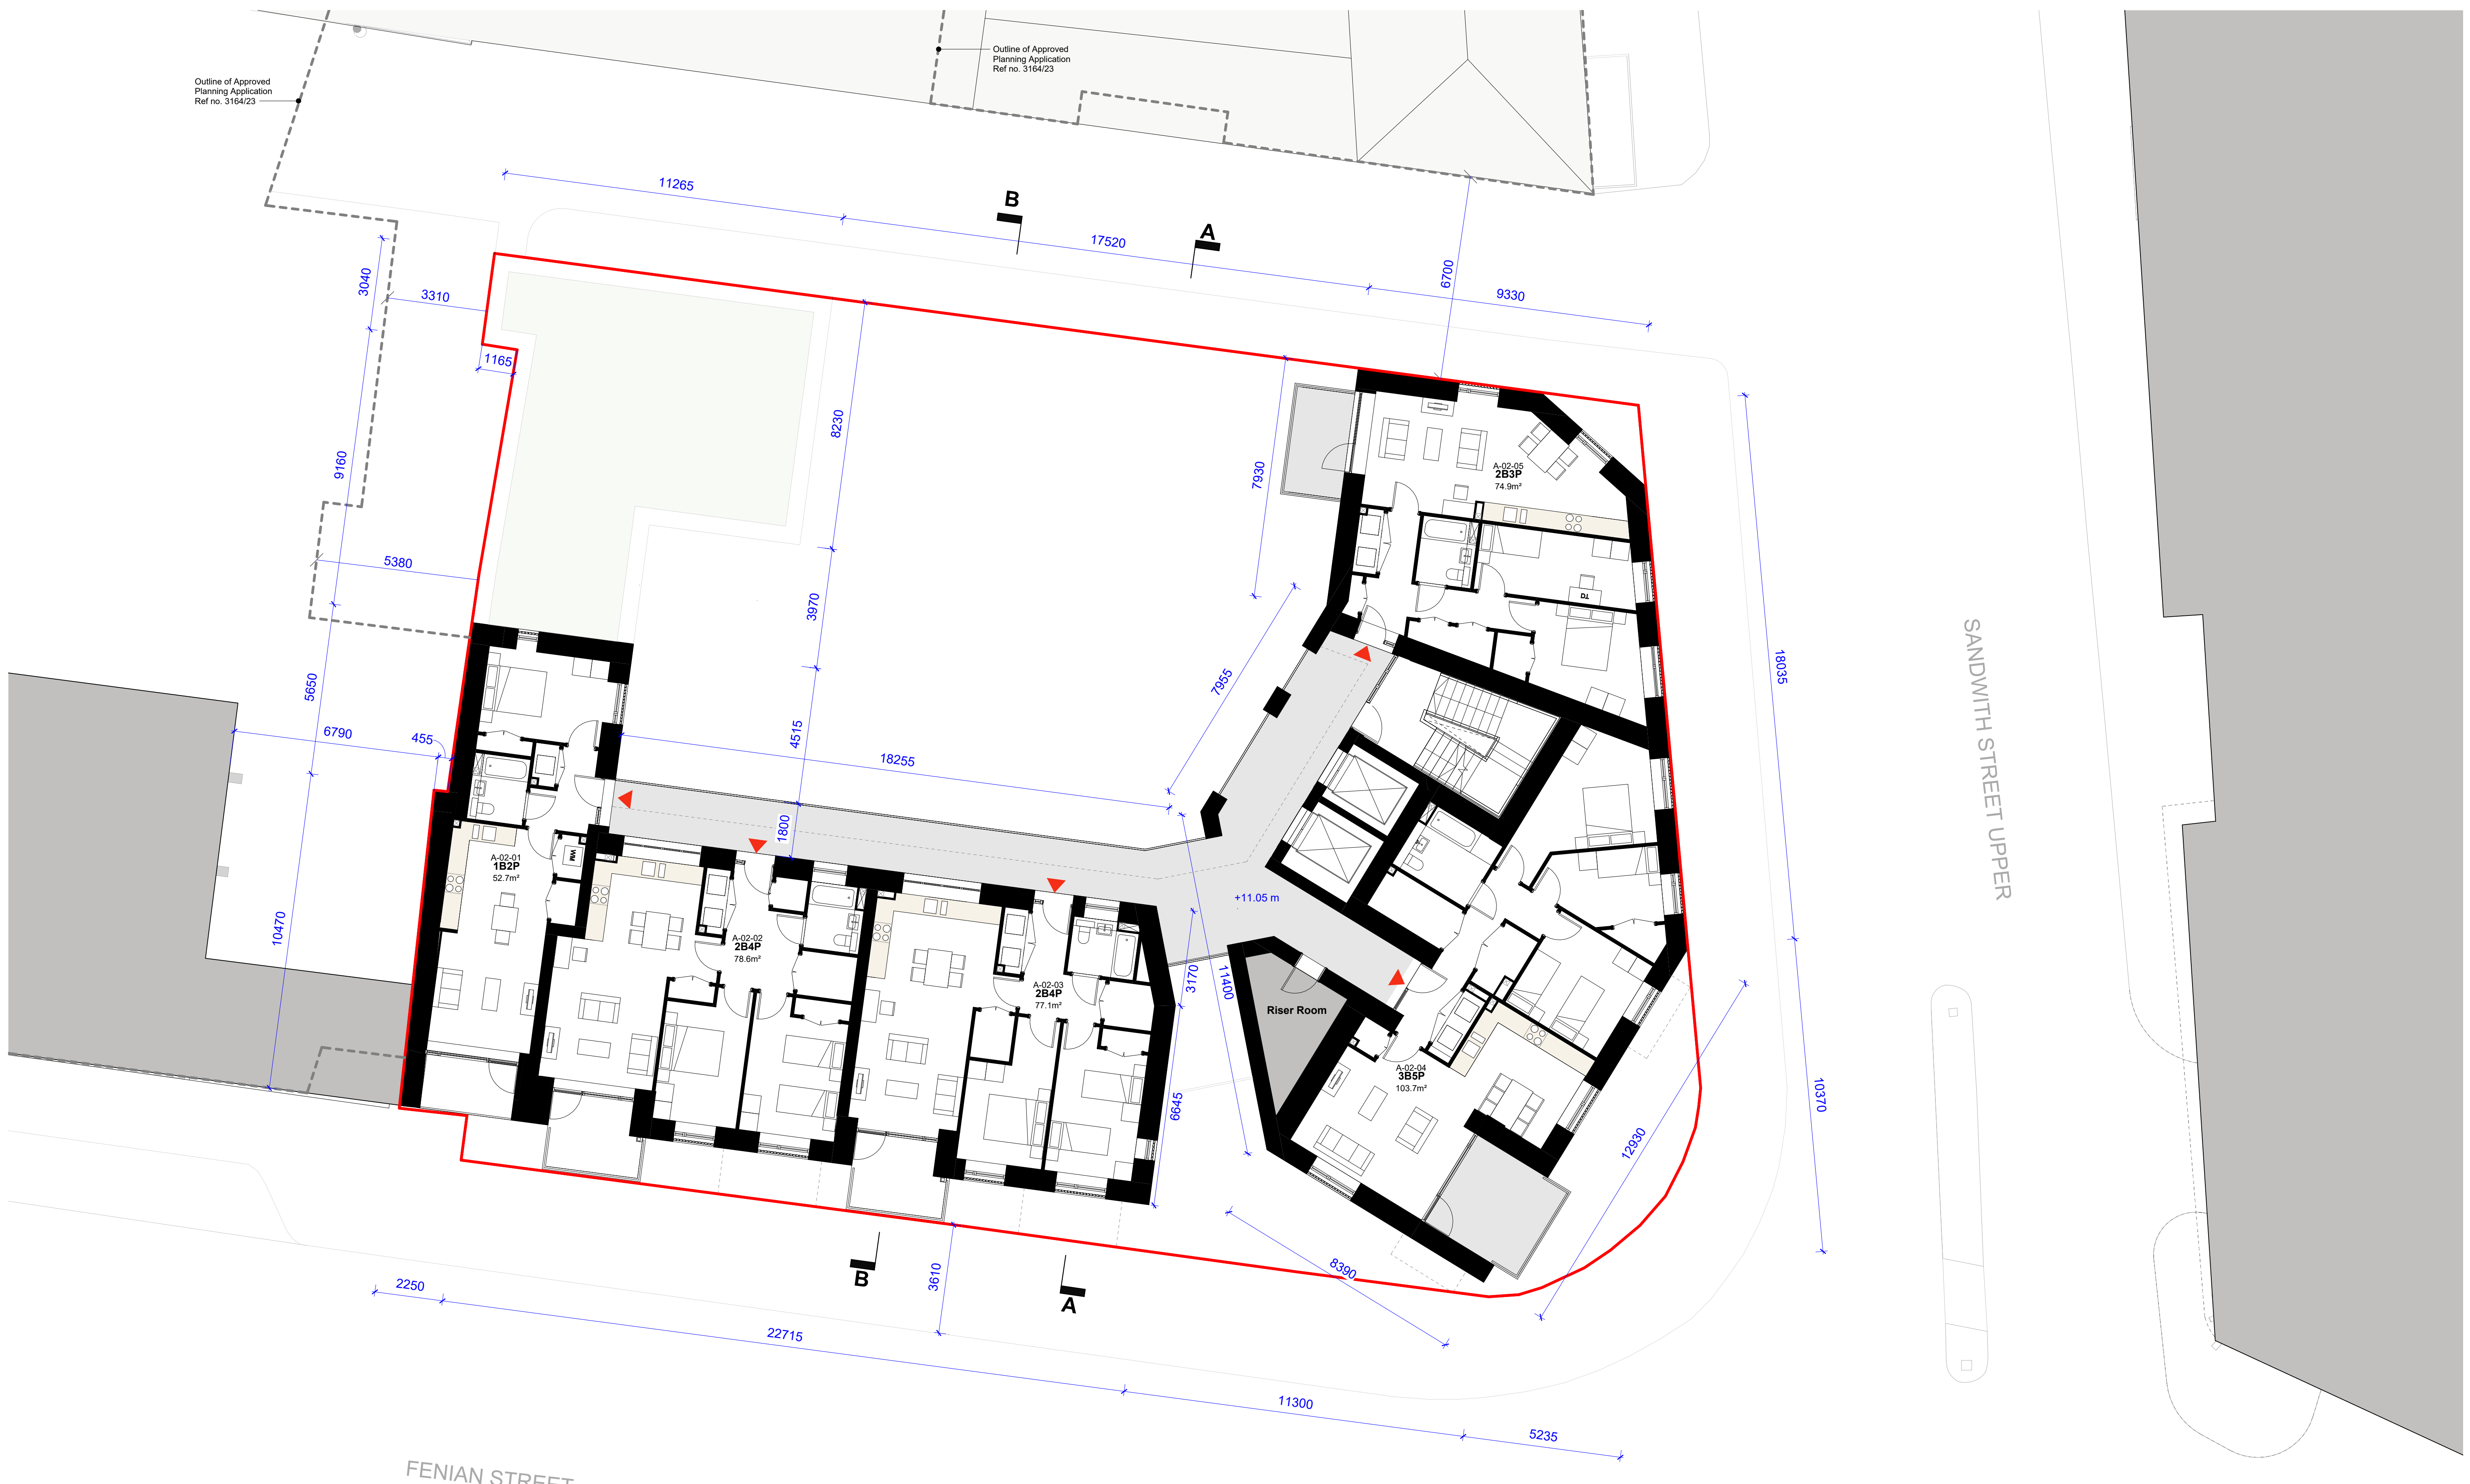 Outline of Approved
Planning Application
Ref no. 3164/23
Outline of Approved
Planning Application
Ref no. 3164/23
11265
B
A
17520
6700
9330
3040
3310
1165
8230
7930
9160
5380
3970
5650
6790
455
4515
18255
7955
18035
1800
10470
+11.05 m
3170
11400
6645
10370
12930
8390
3610
2250
22715
11300
5235
A-02-05
2B3P
74.9m²
TD
A-02-01
1B2P
52.7m²
WM
A-02-02
2B4P
78.6m²
A-02-03
2B4P
77.1m²
Riser Room
A-02-04
3B5P
103.7m²
B
A
SANDWITH STREET UPPER
FENIAN STREET